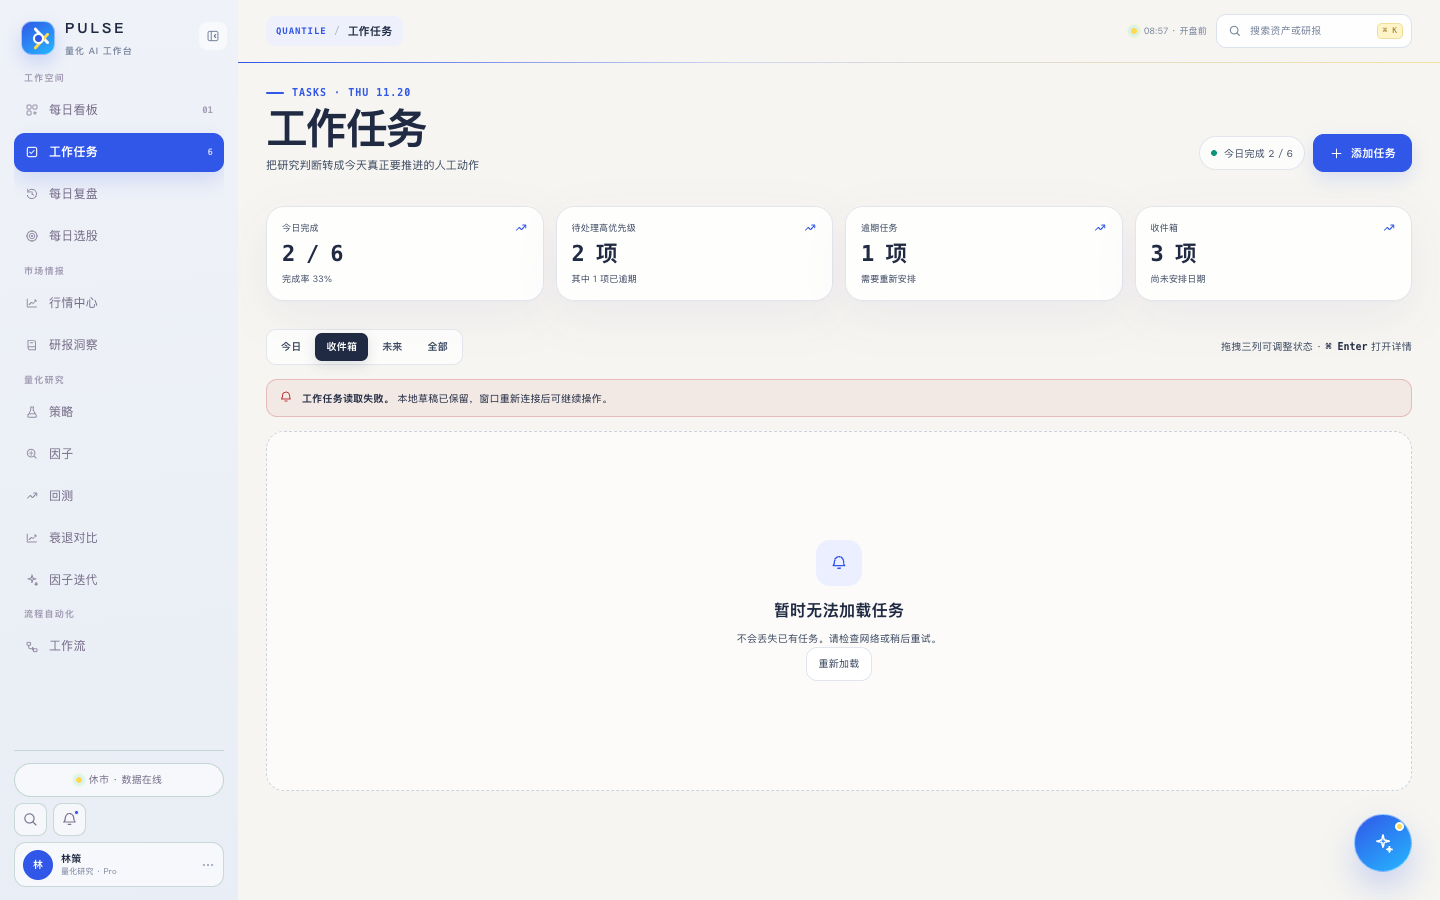 PULSE
量化 AI 工作台
工作空间
每日看板 01
工作任务 6
每日复盘
每日选股
市场情报
行情中心
研报洞察
量化研究
策略
因子
回测
衰退对比
因子迭代
流程自动化
工作流
休市 · 数据在线
林
林策
量化研究 · Pro
QUANTILE / 工作任务
08:57 · 开盘前
搜索资产或研报 ⌘ K
TASKS · THU 11.20
工作任务
把研究判断转成今天真正要推进的人工动作
今日完成 2 / 6
添加任务
今日完成
2 / 6
完成率 33%
待处理高优先级
2 项
其中 1 项已逾期
逾期任务
1 项
需要重新安排
收件箱
3 项
尚未安排日期
今日 收件箱 未来 全部
拖拽三列可调整状态 · ⌘ Enter 打开详情
工作任务读取失败。 本地草稿已保留，窗口重新连接后可继续操作。
暂时无法加载任务
不会丢失已有任务，请检查网络或稍后重试。
重新加载